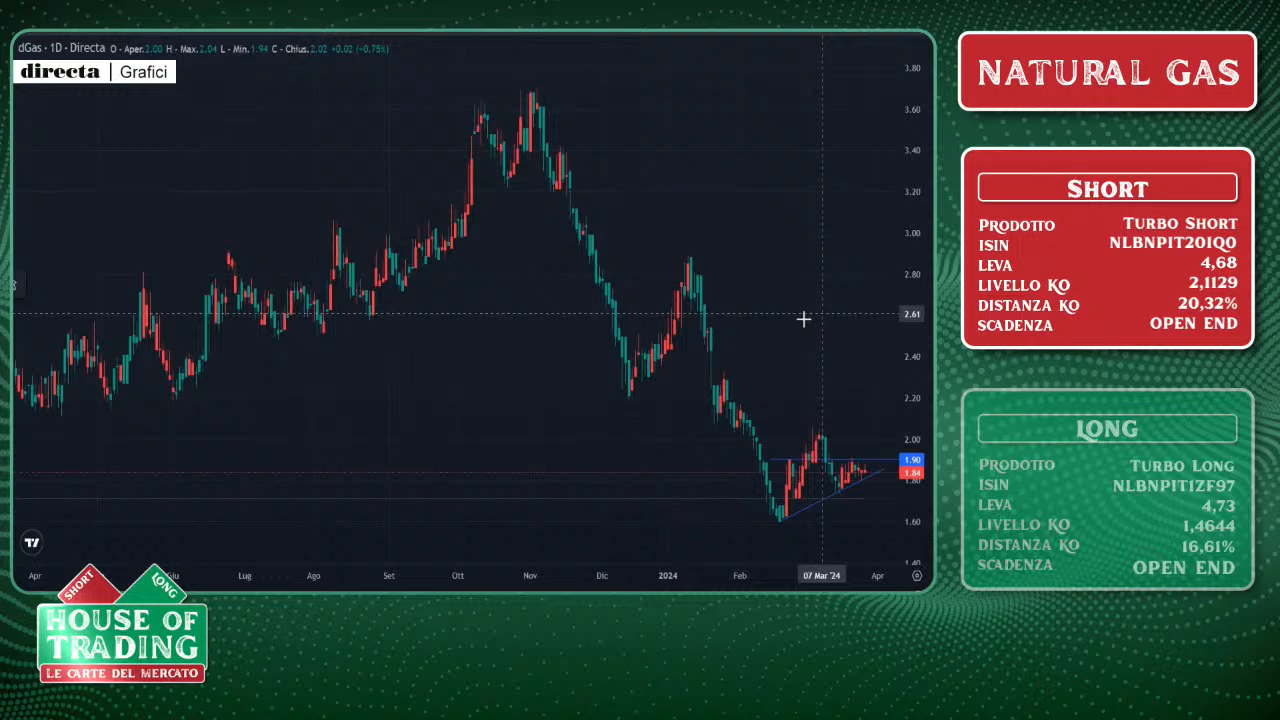 dGas · 1D · Directa O - Aper.2.00 H - Max.2.04 L - Min.1.94 C - Chius.2.02 +0.02 (+0.75%)
directa | Grafici
3.80
3.60
3.40
3.20
3.00
2.80
2.61
2.40
2.20
2.00
1.90
1.84
1.80
1.60
1.40
Apr
Giu
Lug
Ago
Set
Ott
Nov
Dic
2024
Feb
07 Mar '24
Apr
NATURAL GAS
SHORT
PRODOTTO TURBO SHORT
ISIN NLBNPIT20IQ0
LEVA 4,68
LIVELLO KO 2,1129
DISTANZA KO 20,32%
SCADENZA OPEN END
LONG
PRODOTTO TURBO LONG
ISIN NLBNPIT1ZF97
LEVA 4,73
LIVELLO KO 1,4644
DISTANZA KO 16,61%
SCADENZA OPEN END
SHORT
LONG
HOUSE OF
TRADING
LE CARTE DEL MERCATO